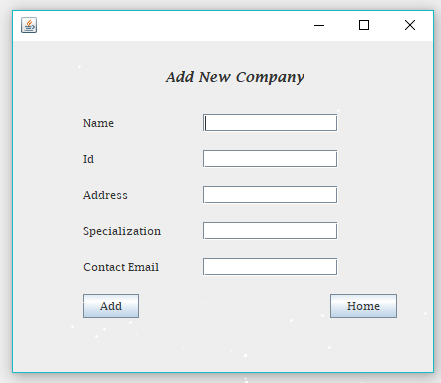 Add New Company
Name
Id
Address
Specialization
Contact Email
Add Home